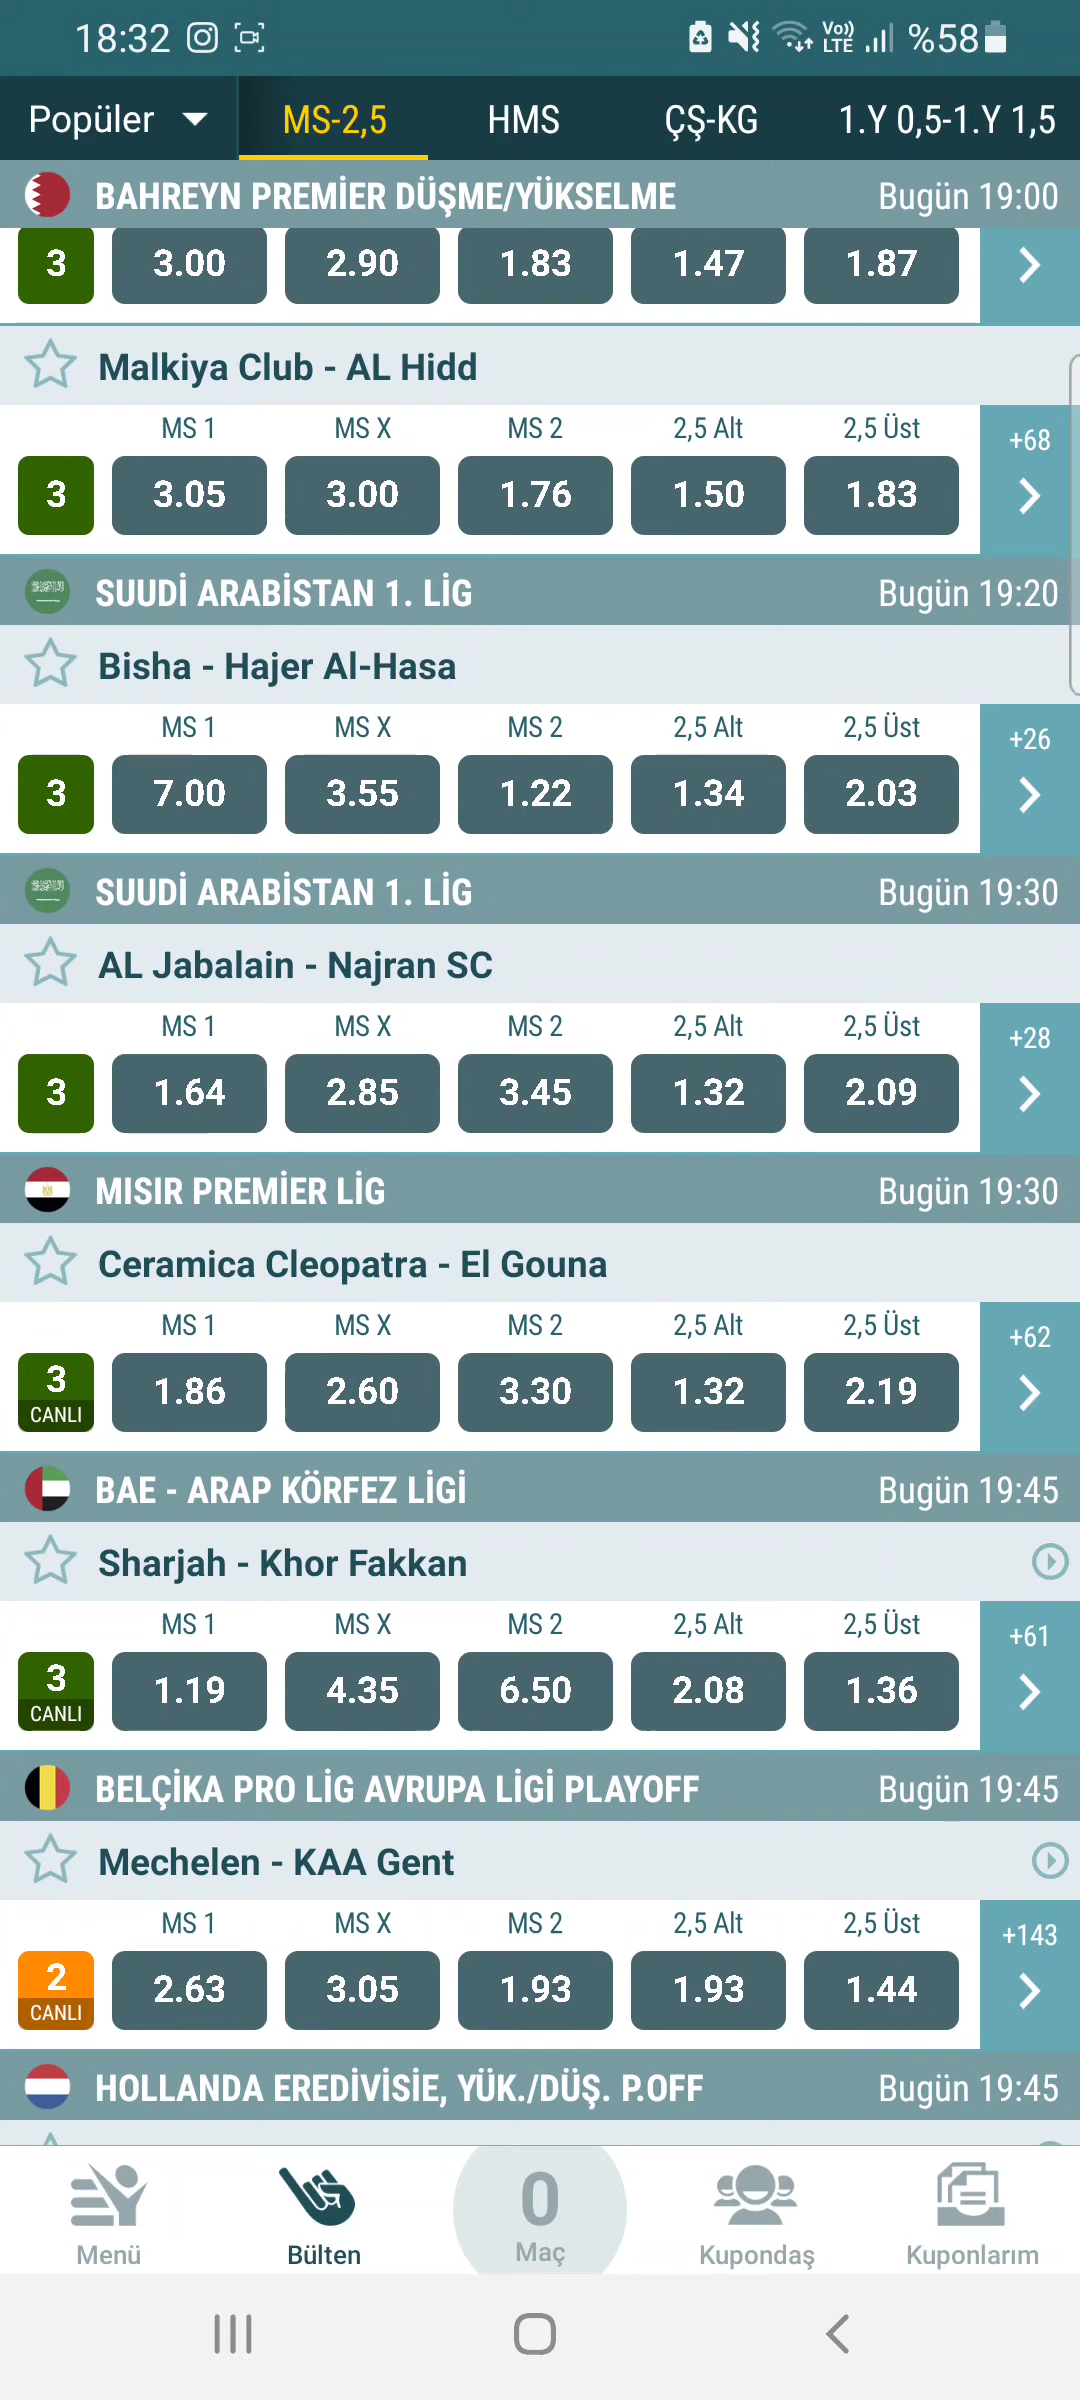 18:32 Vo)) LTE %58
Popüler MS-2,5 HMS ÇŞ-KG 1.Y 0,5-1.Y 1,5
BAHREYN PREMİER DÜŞME/YÜKSELME Bugün 19:00
3 3.00 2.90 1.83 1.47 1.87
Malkiya Club - AL Hidd
MS 1 MS X MS 2 2,5 Alt 2,5 Üst +68
3 3.05 3.00 1.76 1.50 1.83
SUUDİ ARABİSTAN 1. LİG Bugün 19:20
Bisha - Hajer Al-Hasa
MS 1 MS X MS 2 2,5 Alt 2,5 Üst +26
3 7.00 3.55 1.22 1.34 2.03
SUUDİ ARABİSTAN 1. LİG Bugün 19:30
AL Jabalain - Najran SC
MS 1 MS X MS 2 2,5 Alt 2,5 Üst +28
3 1.64 2.85 3.45 1.32 2.09
MISIR PREMİER LİG Bugün 19:30
Ceramica Cleopatra - El Gouna
MS 1 MS X MS 2 2,5 Alt 2,5 Üst +62
3 1.86 2.60 3.30 1.32 2.19
CANLI
BAE - ARAP KÖRFEZ LİGİ Bugün 19:45
Sharjah - Khor Fakkan
MS 1 MS X MS 2 2,5 Alt 2,5 Üst +61
3 1.19 4.35 6.50 2.08 1.36
CANLI
BELÇİKA PRO LİG AVRUPA LİGİ PLAYOFF Bugün 19:45
Mechelen - KAA Gent
MS 1 MS X MS 2 2,5 Alt 2,5 Üst +143
2 2.63 3.05 1.93 1.93 1.44
CANLI
HOLLANDA EREDİVİSİE, YÜK./DÜŞ. P.OFF Bugün 19:45
0
Menü Bülten Maç Kupondaş Kuponlarım